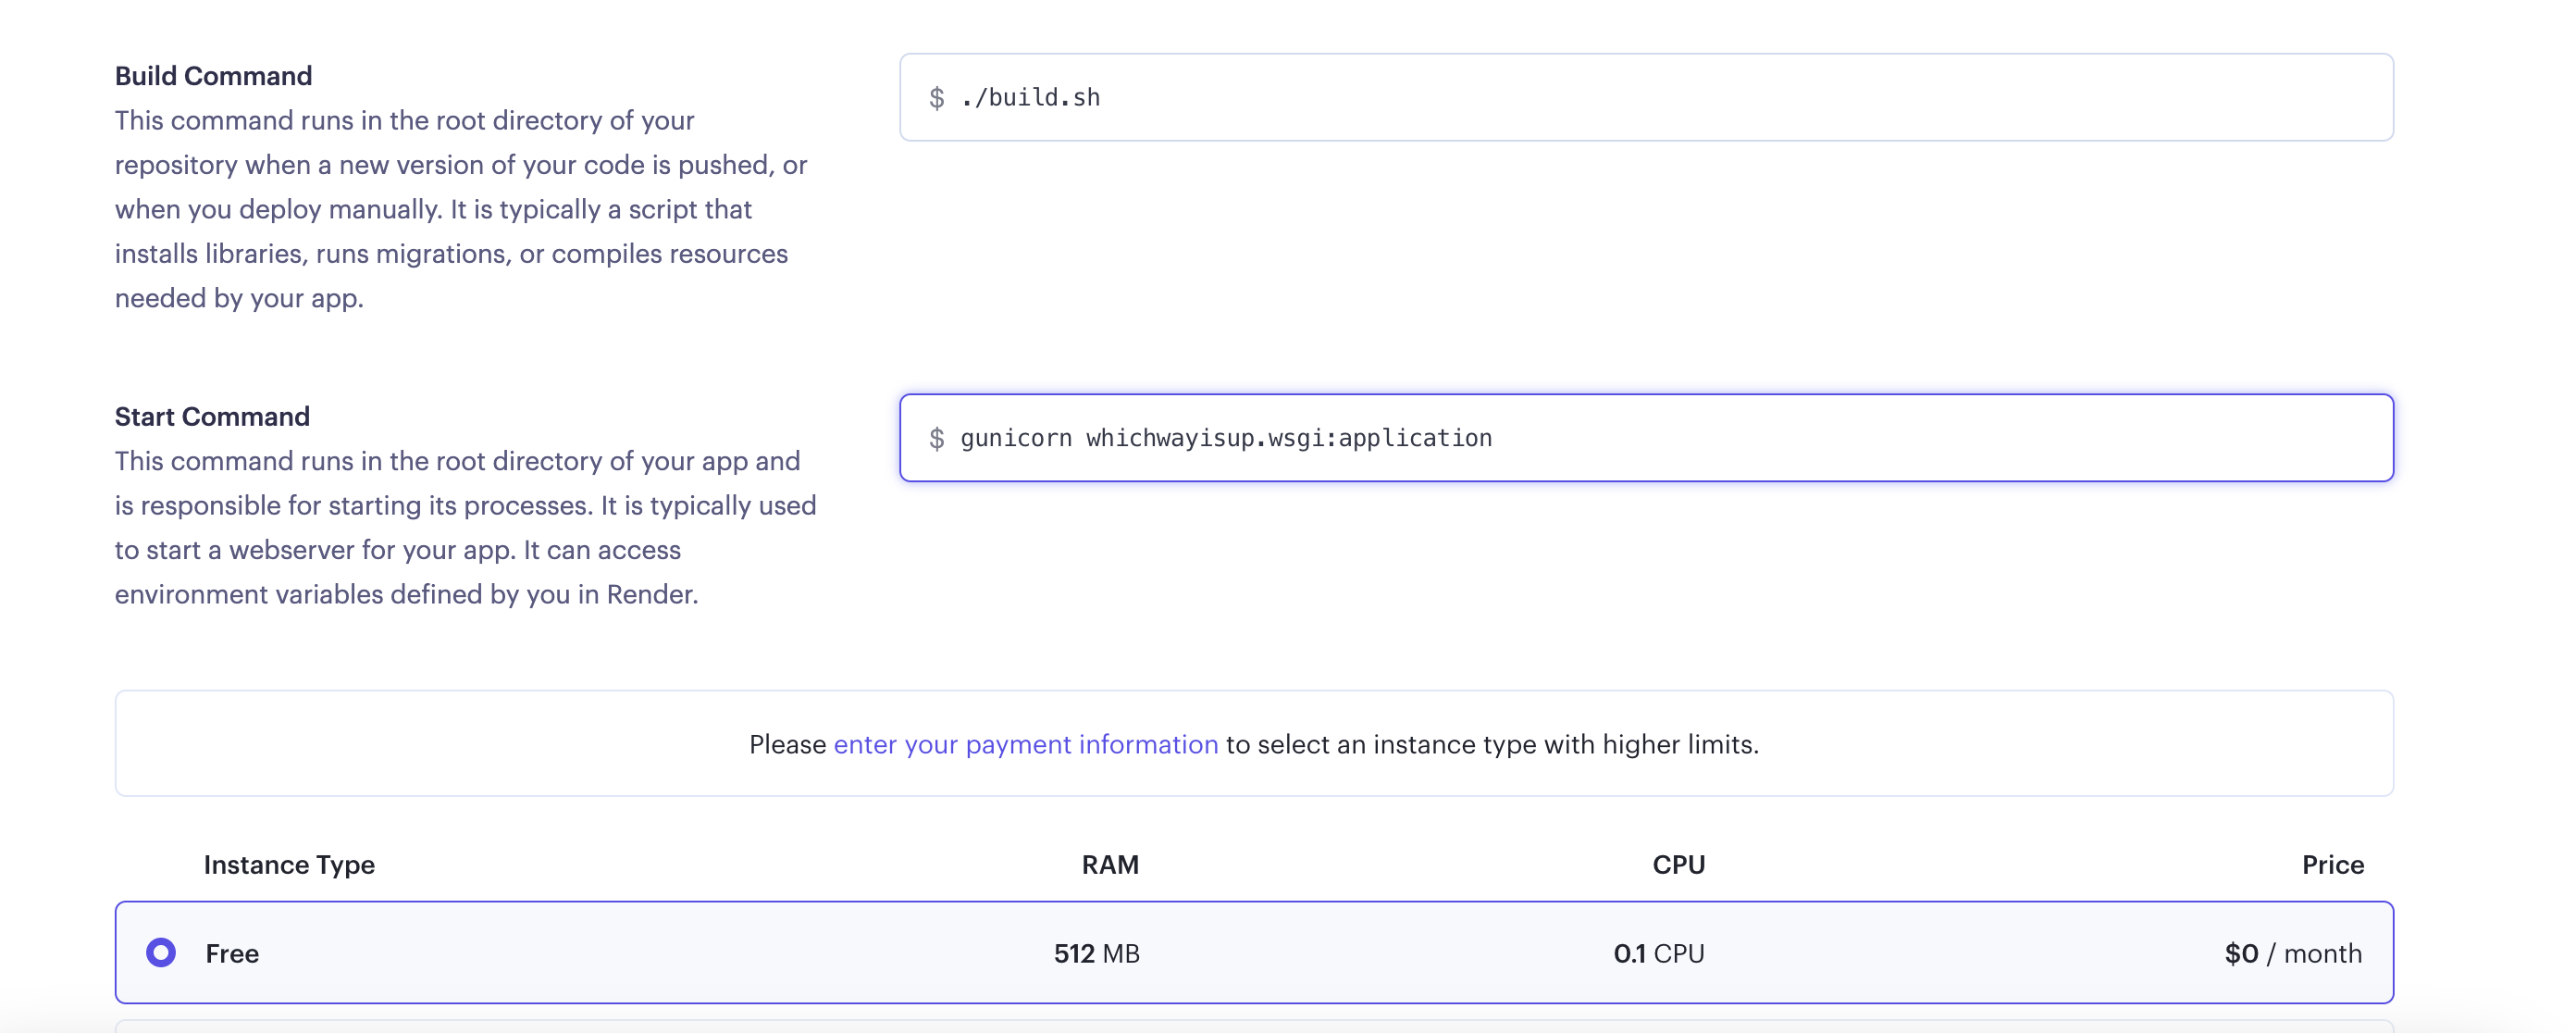 Build Command
This command runs in the root directory of your
repository when a new version of your code is pushed, or
when you deploy manually. It is typically a script that
installs libraries, runs migrations, or compiles resources
needed by your app.
$ ./build.sh
Start Command
This command runs in the root directory of your app and
is responsible for starting its processes. It is typically used
to start a webserver for your app. It can access
environment variables defined by you in Render.
$ gunicorn whichwayisup.wsgi:application
Please enter your payment information to select an instance type with higher limits.
Instance Type RAM CPU Price
Free 512 MB 0.1 CPU $0 / month